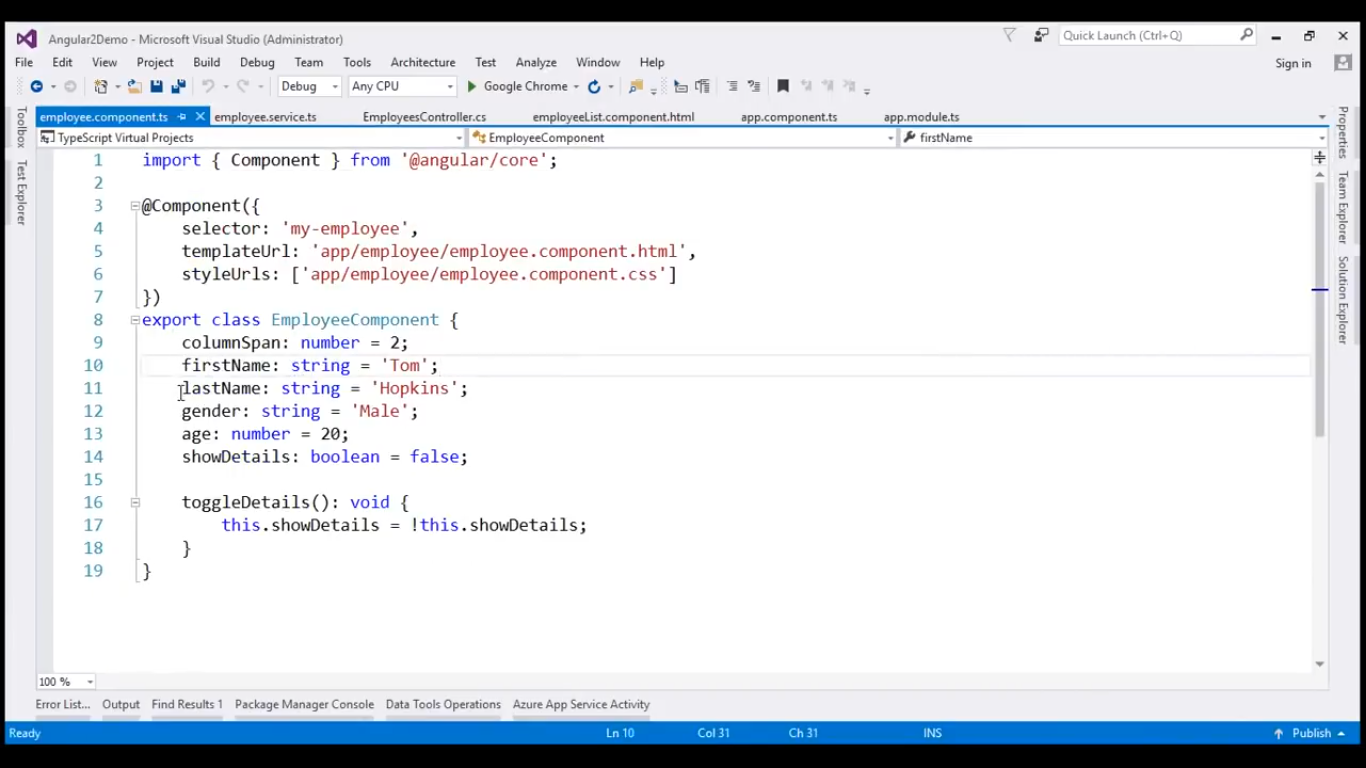 Angular2Demo - Microsoft Visual Studio (Administrator)
Quick Launch (Ctrl+Q)
File Edit View Project Build Debug Team Tools Architecture Test Analyze Window Help
Sign in
Debug Any CPU Google Chrome
employee.component.ts employee.service.ts EmployeesController.cs employeeList.component.html app.component.ts app.module.ts
TypeScript Virtual Projects EmployeeComponent firstName
Toolbox
Test Explorer
Properties
Team Explorer
Solution Explorer
1 import { Component } from '@angular/core';
2
3 @Component({
4 selector: 'my-employee',
5 templateUrl: 'app/employee/employee.component.html',
6 styleUrls: ['app/employee/employee.component.css']
7 })
8 export class EmployeeComponent {
9 columnSpan: number = 2;
10 firstName: string = 'Tom';
11 lastName: string = 'Hopkins';
12 gender: string = 'Male';
13 age: number = 20;
14 showDetails: boolean = false;
15
16 toggleDetails(): void {
17 this.showDetails = !this.showDetails;
18 }
19 }
100 %
Error List... Output Find Results 1 Package Manager Console Data Tools Operations Azure App Service Activity
Ready Ln 10 Col 31 Ch 31 INS Publish